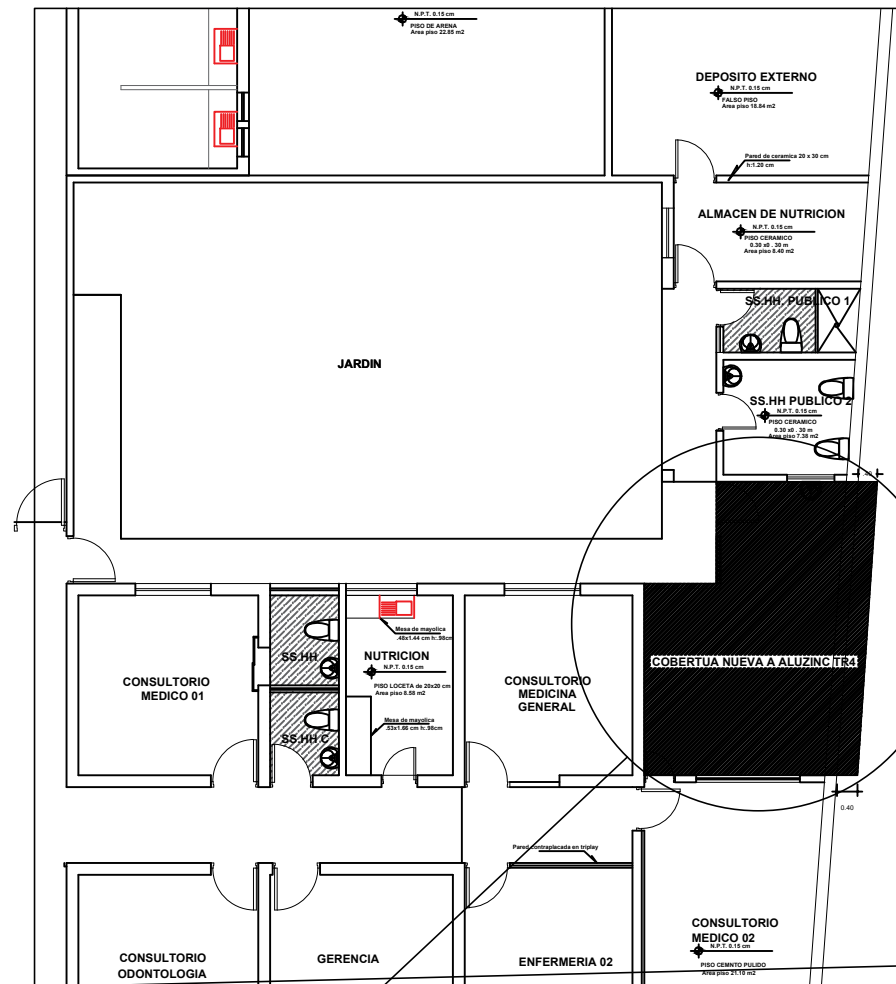 N.P.T. 0.15 cm
PISO DE ARENA
Area piso 22.85 m2
DEPOSITO EXTERNO
N.P.T. 0.15 cm
FALSO PISO
Area piso 18.84 m2
Pared de ceramica 20 x 30 cm
h:1.20 cm
ALMACEN DE NUTRICION
N.P.T. 0.15 cm
PISO CERAMICO
0.30 x0 . 30 m
Area piso 8.40 m2
SS.HH. PUBLICO 1
JARDIN
SS.HH PUBLICO 2
N.P.T. 0.15 cm
PISO CERAMICO
0.30 x0 . 30 m
Area piso 7.38 m2
.40
Mesa de mayolica
.48x1.44 cm h:.98cm
SS.HH
NUTRICION
N.P.T. 0.15 cm
PISO LOCETA de 20x20 cm
Area piso 8.58 m2
COBERTUA NUEVA A ALUZINC TR4
CONSULTORIO
MEDICO 01
CONSULTORIO
MEDICINA
GENERAL
Mesa de mayolica
.53x1.66 cm h:.98cm
SS.HH C
0.40
Pared contraplacada en triplay
CONSULTORIO
MEDICO 02
N.P.T. 0.15 cm
PISO CEMNTO PULIDO
Area piso 21.10 m2
CONSULTORIO
ODONTOLOGIA
GERENCIA
ENFERMERIA 02